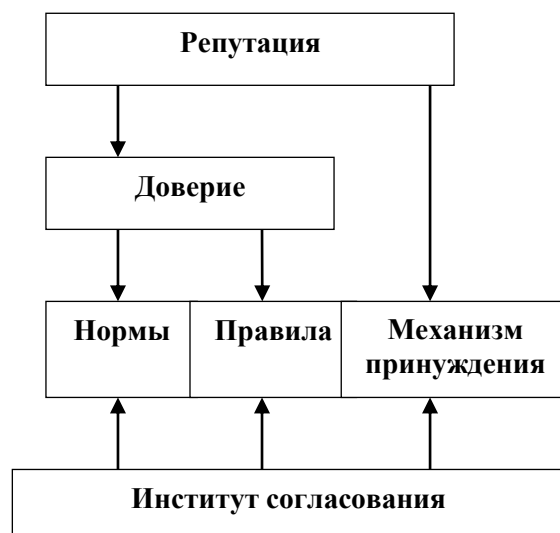 Репутация
Доверие
Нормы
Правила
Механизм
принуждения
Институт согласования